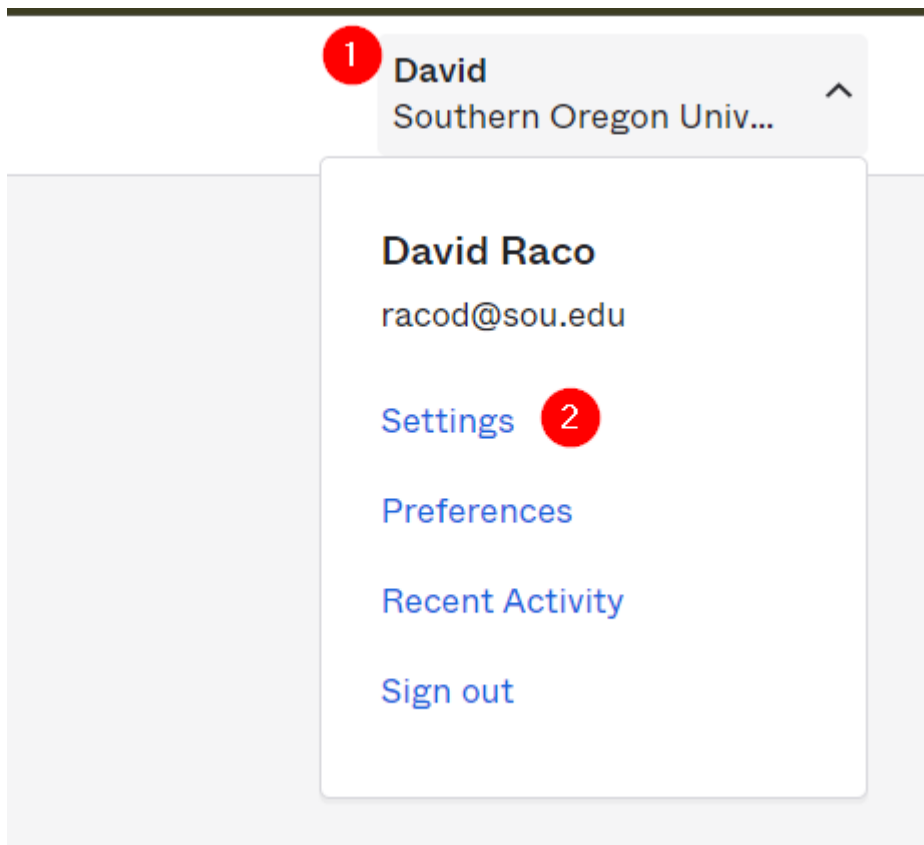 1
David
Southern Oregon Univ...
David Raco
racod@sou.edu
Settings 2
Preferences
Recent Activity
Sign out